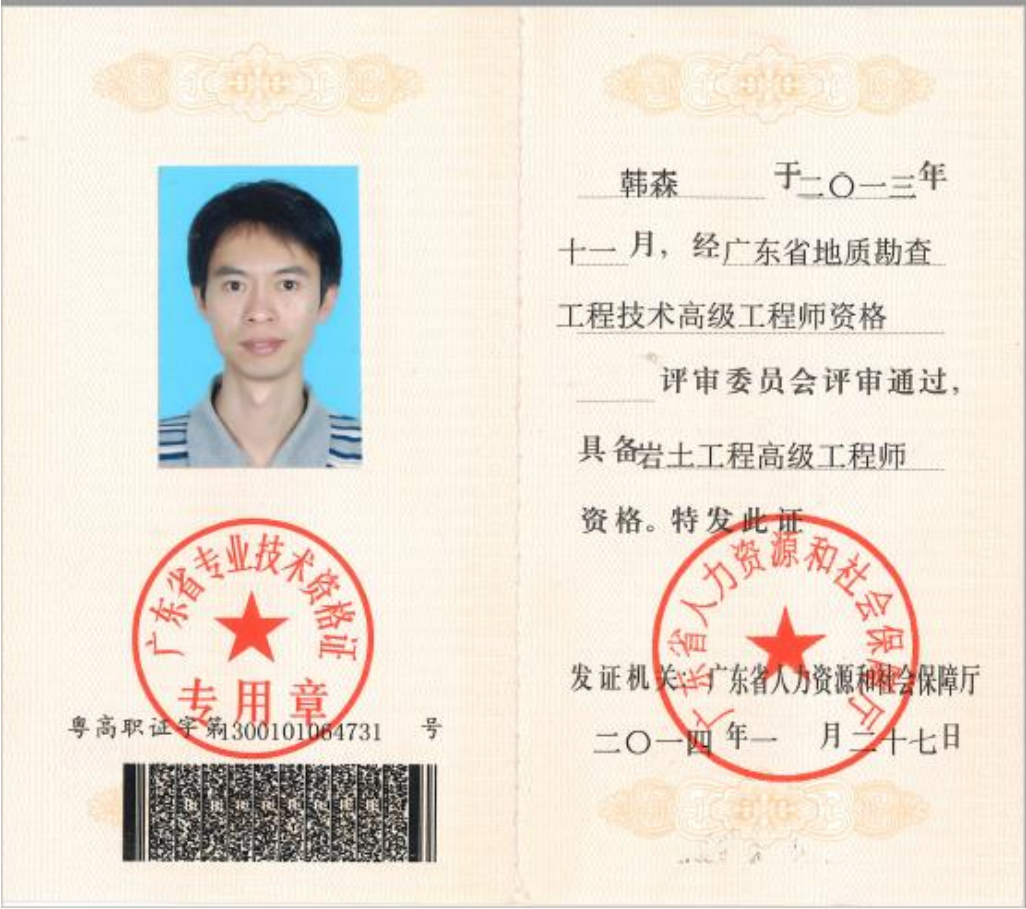 广东省专业技术资格证
专用章
粤高职证字第1300101064731 号
韩森 于二〇一三年
十一月，经广东省地质勘查
工程技术高级工程师资格
评审委员会评审通过，
具备岩土工程高级工程师
资格。特发此证
广东省人力资源和社会保障厅
发证机关：广东省人力资源和社会保障厅
二〇一四年一 月二十七日